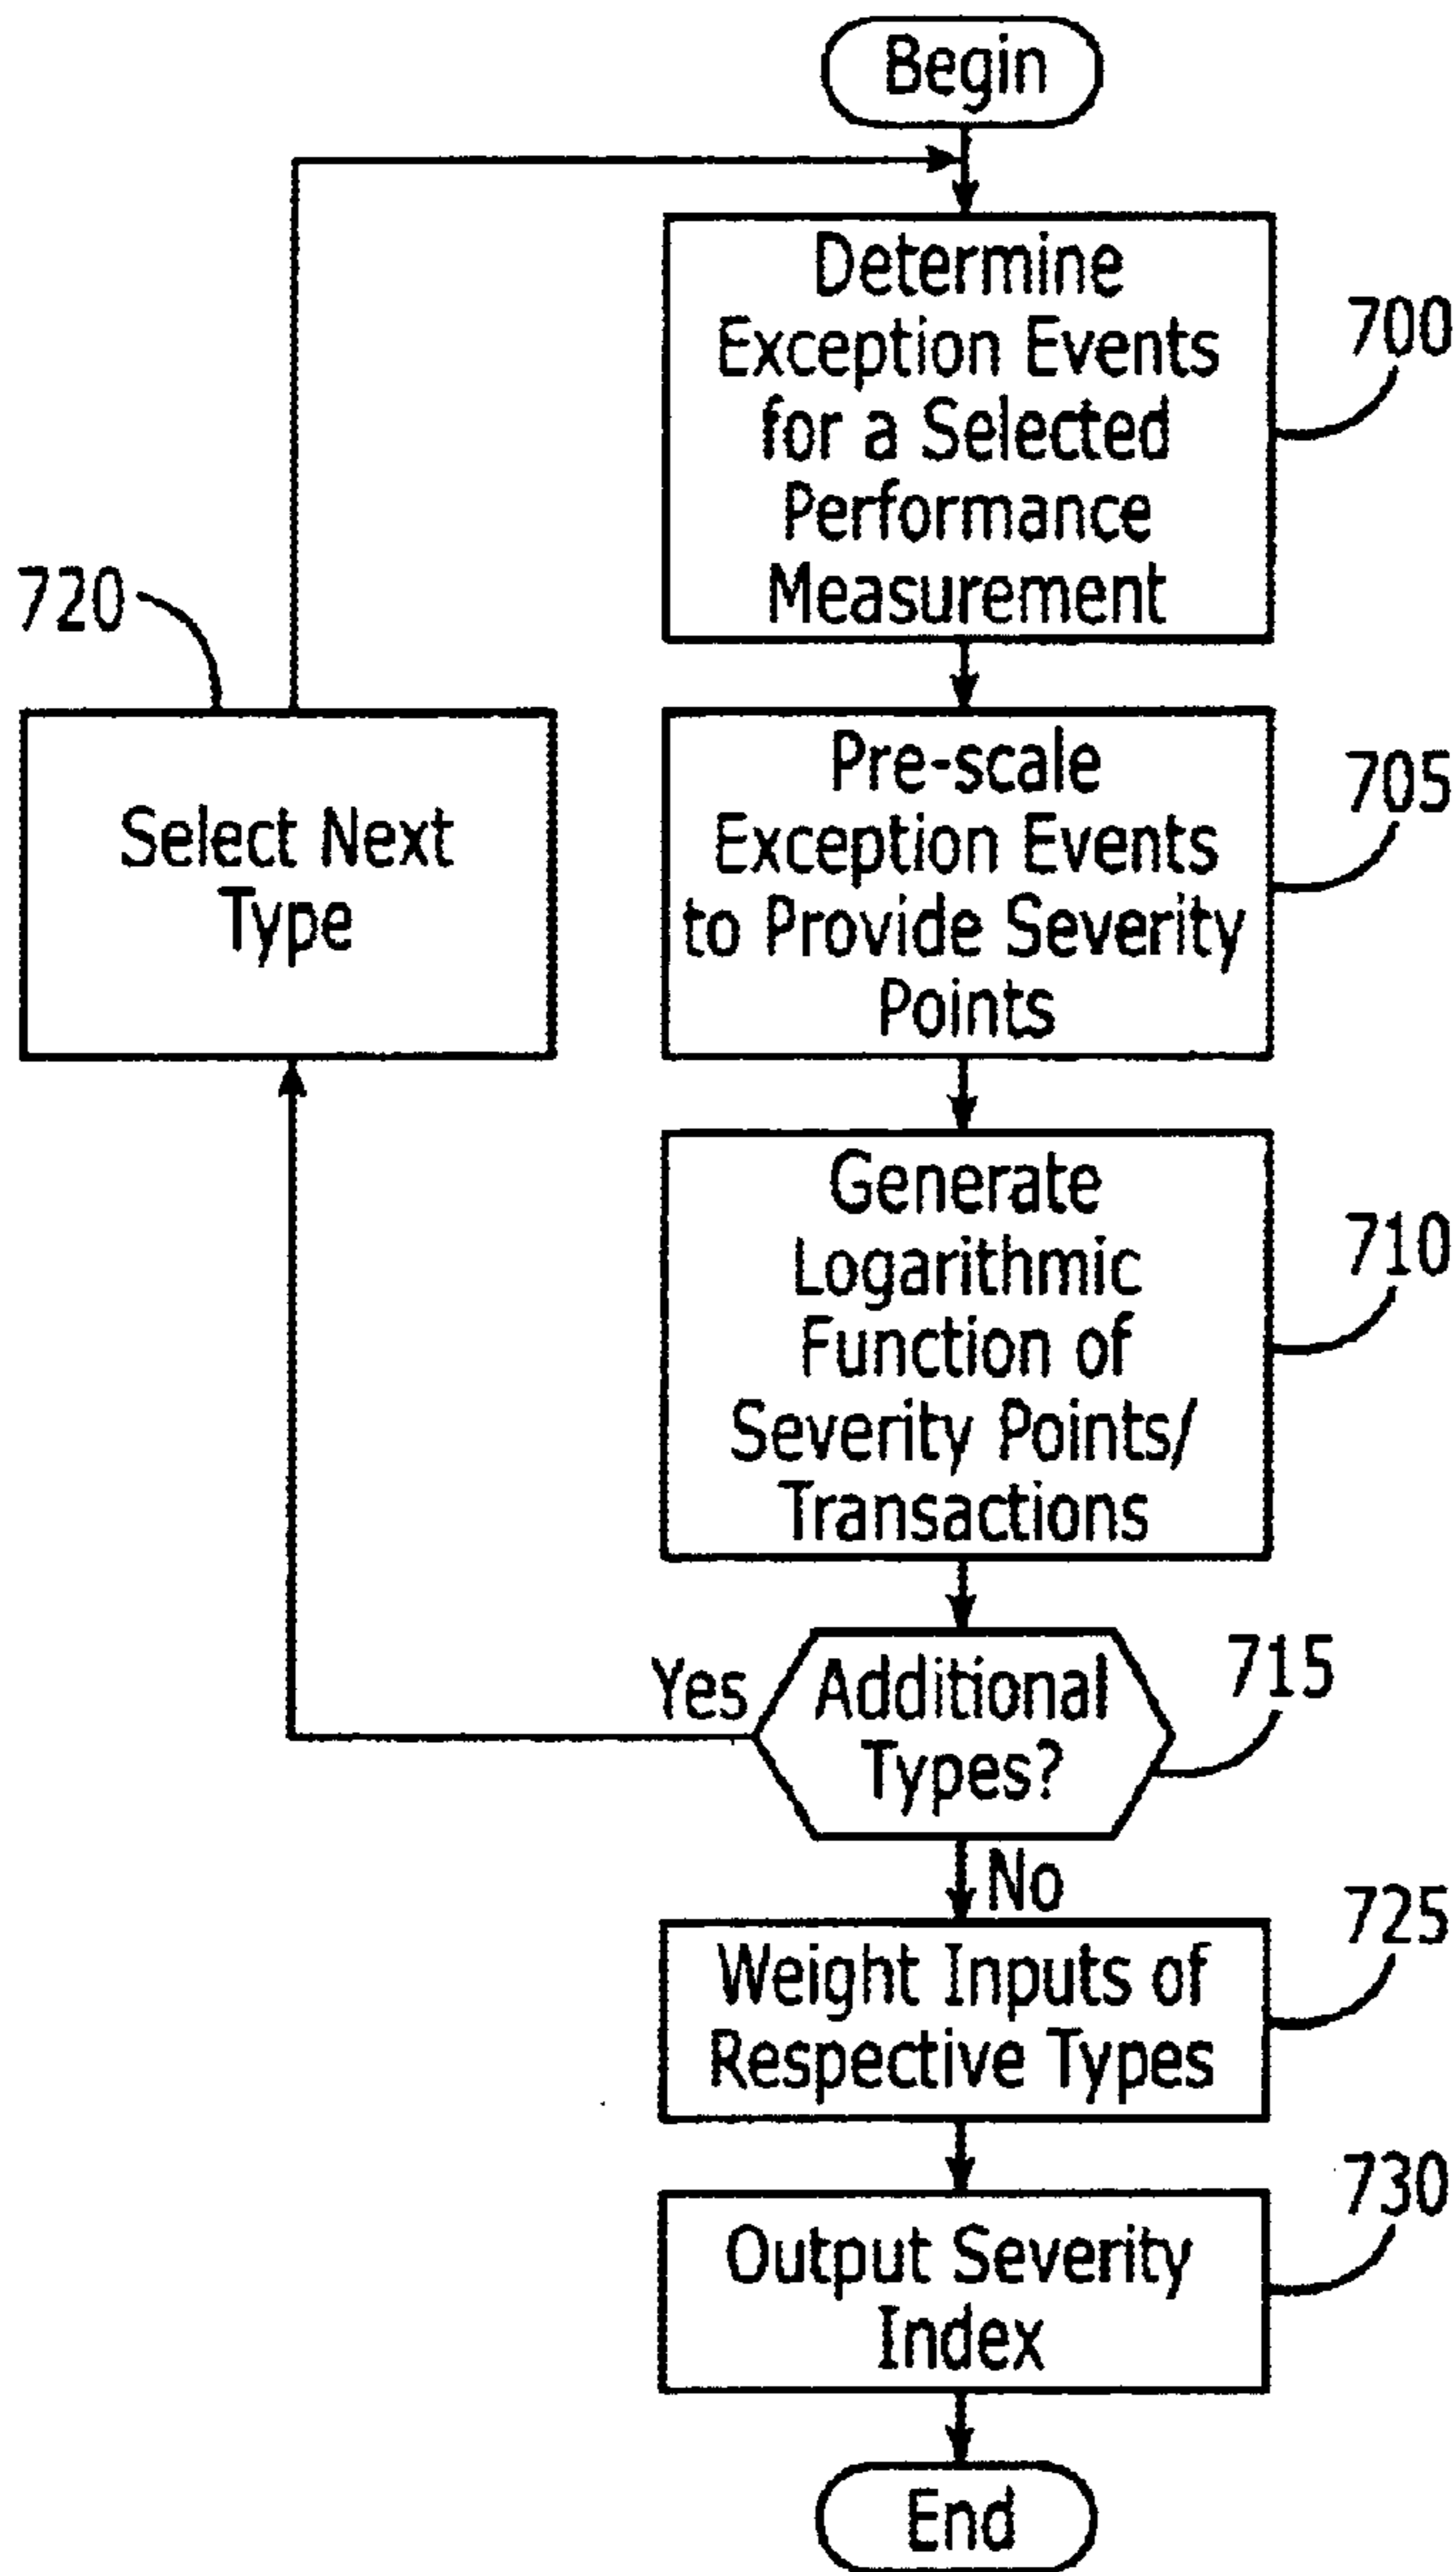 Begin
Determine
Exception Events
for a Selected
Performance
Measurement
700
720
Select Next
Type
Pre-scale
Exception Events
to Provide Severity
Points
705
Generate
Logarithmic
Function of
Severity Points/
Transactions
710
Yes
Additional
Types?
715
No
Weight Inputs of
Respective Types
725
Output Severity
Index
730
End